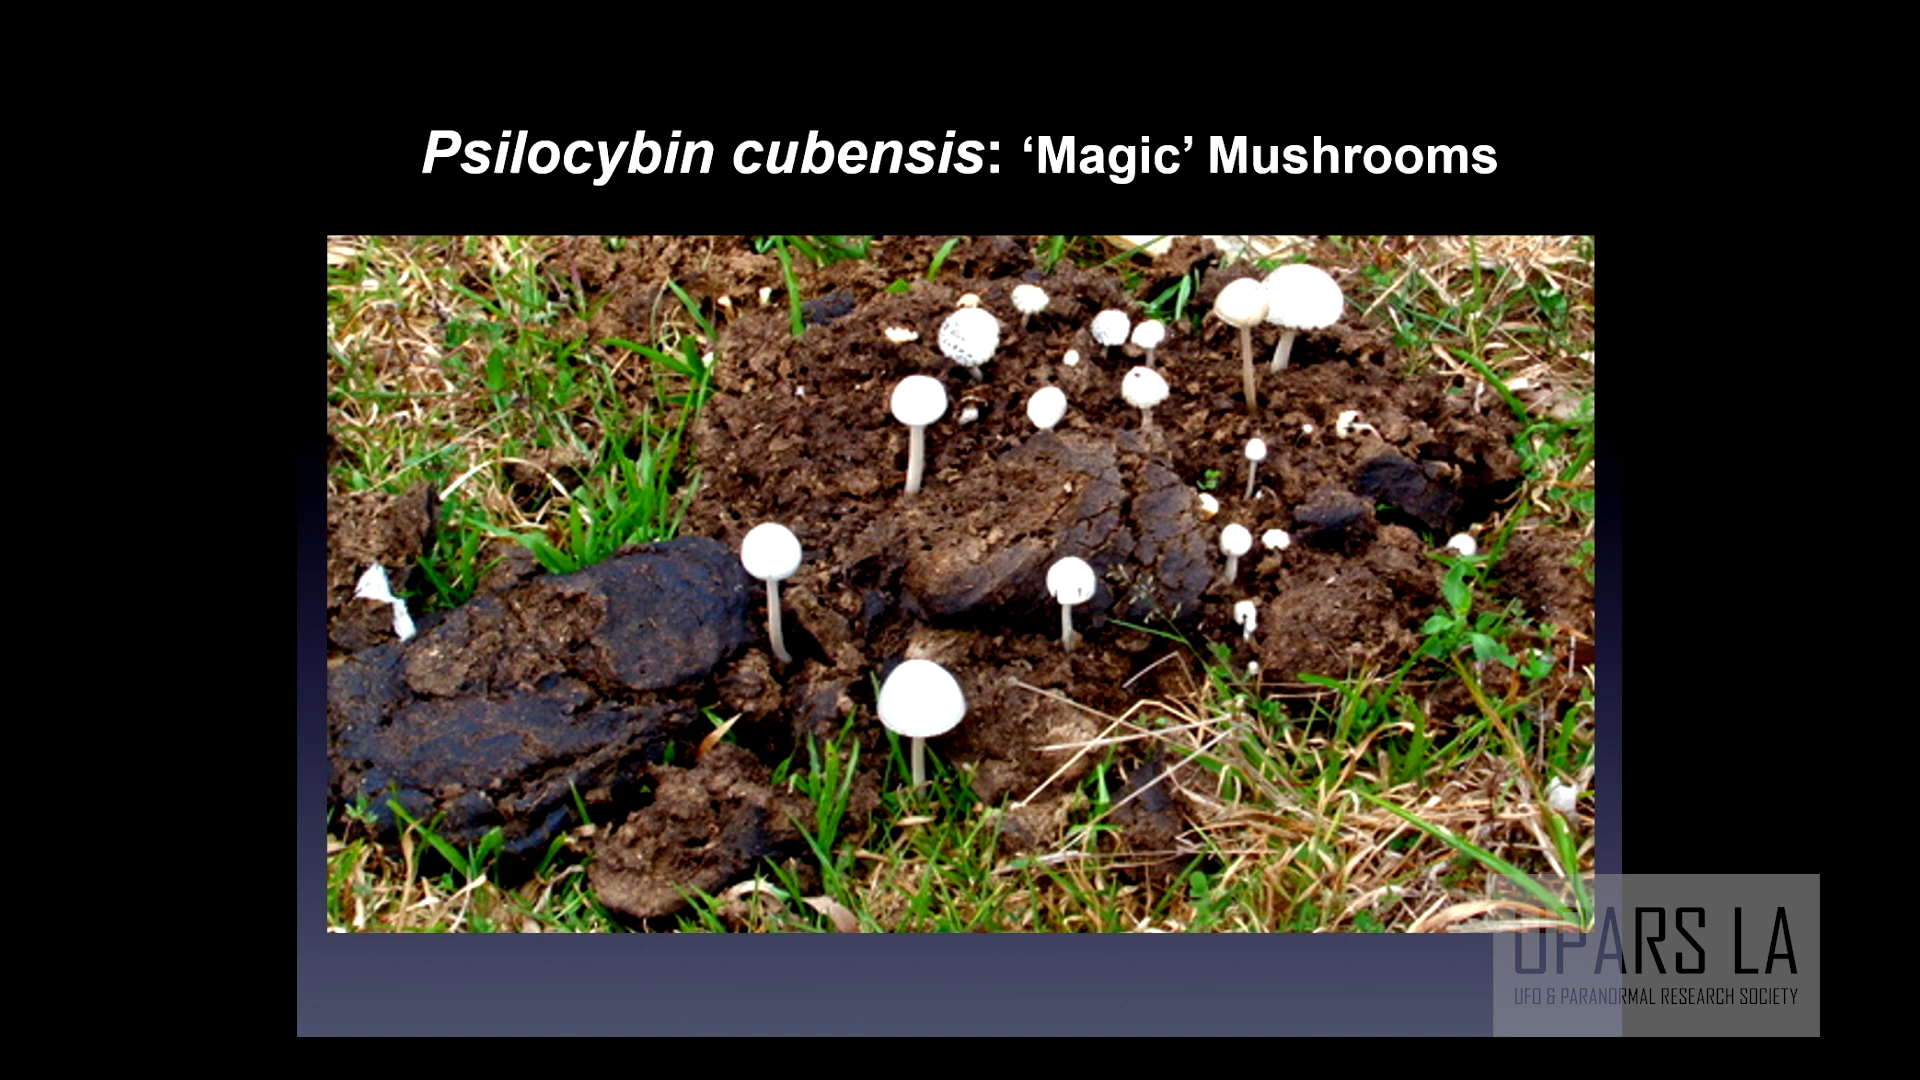 Psilocybin cubensis: ‘Magic’ Mushrooms
UPARS LA
UFO & PARANORMAL RESEARCH SOCIETY